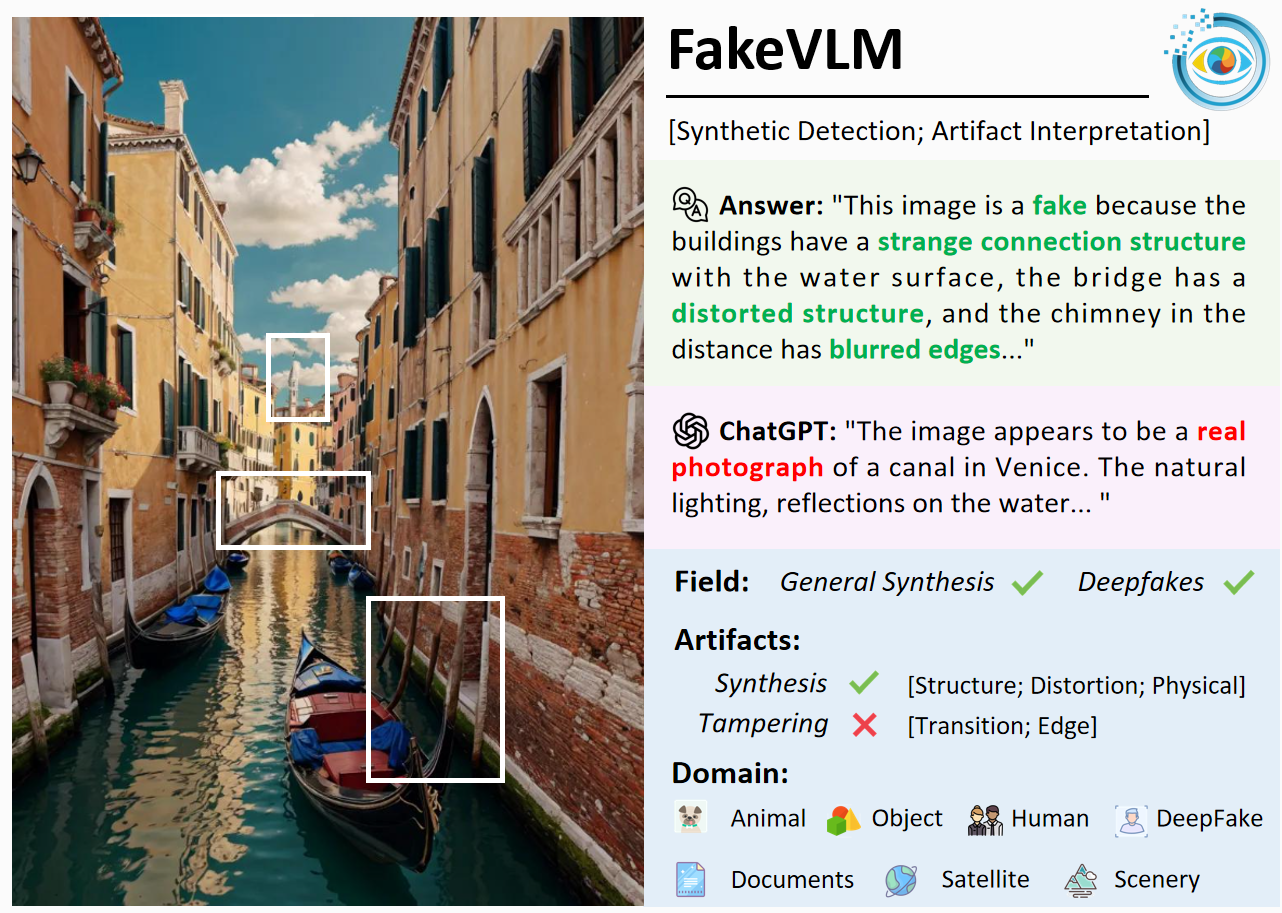 FakeVLM
[Synthetic Detection; Artifact Interpretation]
Answer: "This image is a fake because the
buildings have a strange connection structure
with the water surface, the bridge has a
distorted structure, and the chimney in the
distance has blurred edges..."
ChatGPT: "The image appears to be a real
photograph of a canal in Venice. The natural
lighting, reflections on the water... "
Field: General Synthesis Deepfakes
Artifacts:
Synthesis [Structure; Distortion; Physical]
Tampering [Transition; Edge]
Domain:
Animal Object Human DeepFake
Documents Satellite Scenery